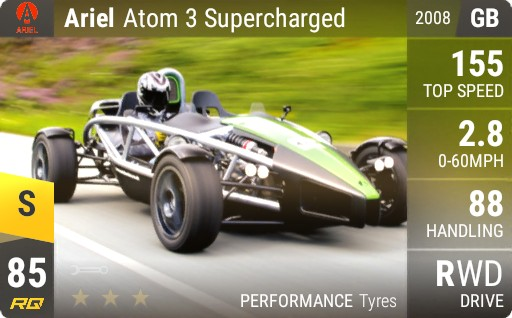 Ariel Atom 3 Supercharged
2008 GB
ARIEL
155
TOP SPEED
2.8
0-60MPH
88
HANDLING
RWD
DRIVE
S
85
RQ
PERFORMANCE Tyres